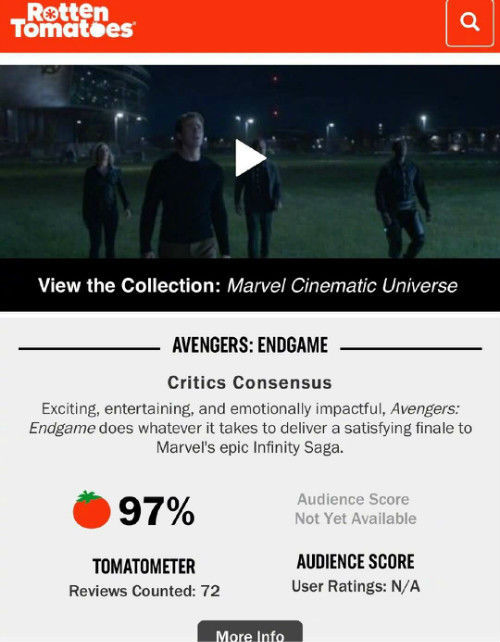 Rotten
Tomatoes
View the Collection: Marvel Cinematic Universe
AVENGERS: ENDGAME
Critics Consensus
Exciting, entertaining, and emotionally impactful, Avengers:
Endgame does whatever it takes to deliver a satisfying finale to
Marvel's epic Infinity Saga.
97%
Audience Score
Not Yet Available
TOMATOMETER
Reviews Counted: 72
AUDIENCE SCORE
User Ratings: N/A
More Info